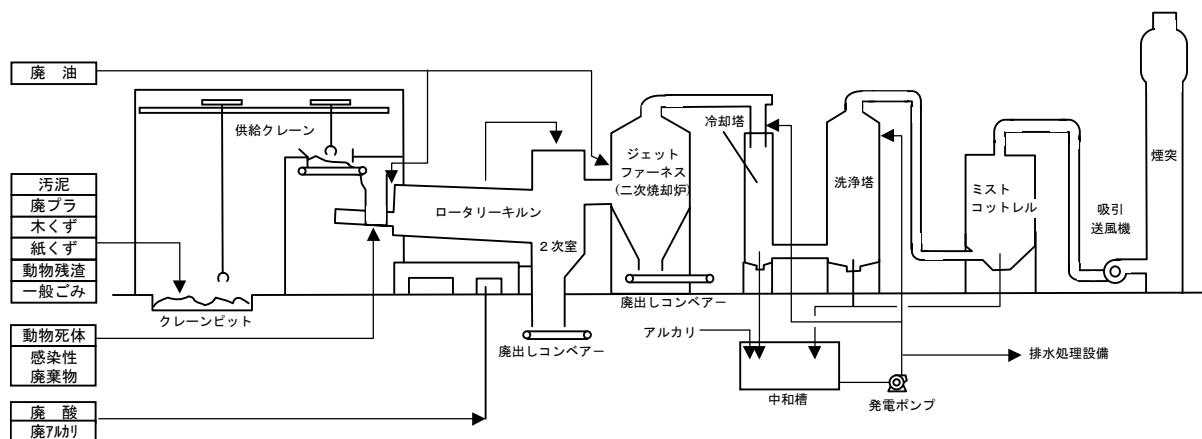 廃 油
供給クレーン
汚泥
廃プラ
木くず
紙くず
動物残渣
一般ごみ
クレーンピット
動物死体
感染性
廃棄物
廃 酸
廃アルカリ
ロータリーキルン
2次室
廃出しコンベアー
ジェット
ファーネス
(二次焼却炉)
廃出しコンベアー
冷却塔
洗浄塔
ミスト
コットレル
吸引
送風機
煙突
アルカリ
中和槽
発電ポンプ
排水処理設備